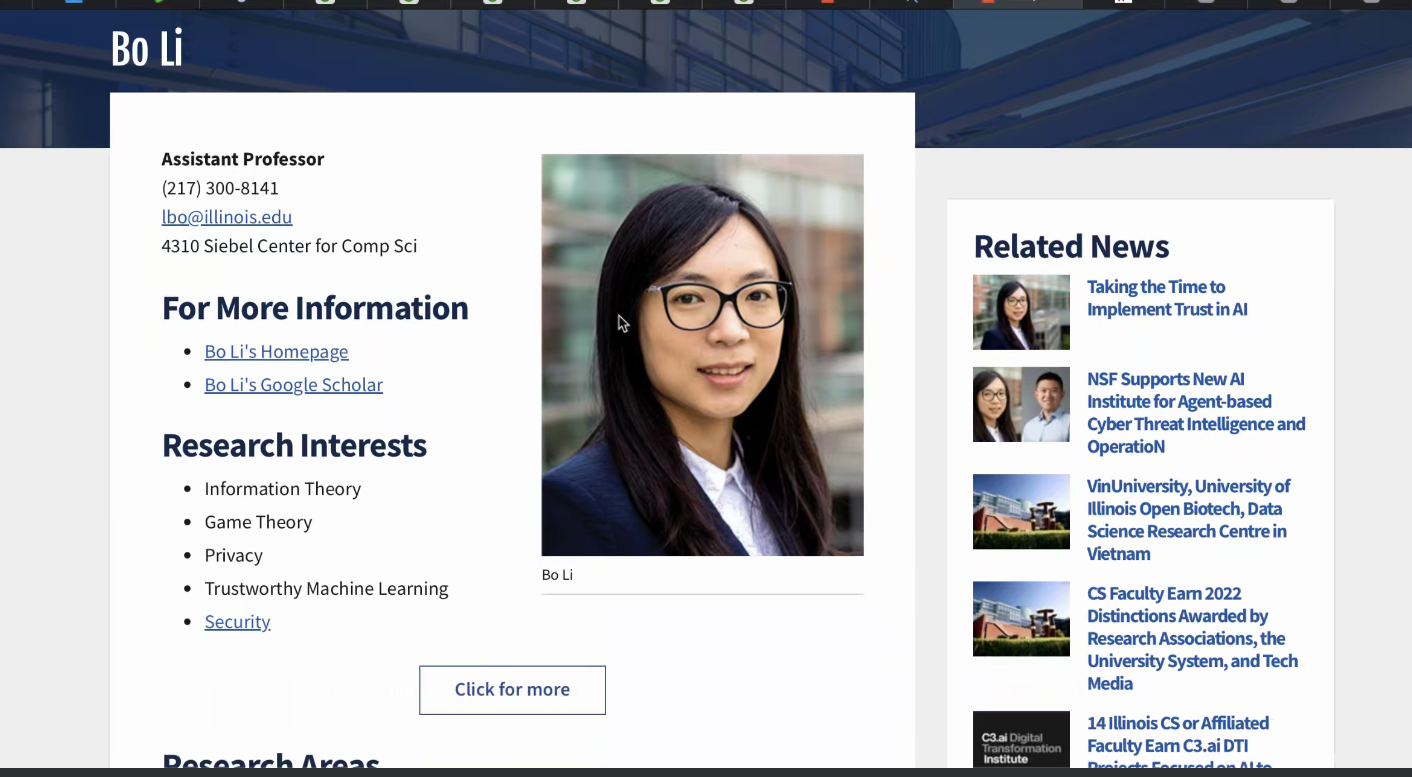 Bo Li
Assistant Professor
(217) 300-8141
lbo@illinois.edu
4310 Siebel Center for Comp Sci
For More Information
Bo Li's Homepage
Bo Li's Google Scholar
Research Interests
Information Theory
Game Theory
Privacy
Trustworthy Machine Learning
Security
Bo Li
Click for more
Research Areas
Related News
Taking the Time to
Implement Trust in AI
NSF Supports New AI
Institute for Agent-based
Cyber Threat Intelligence and
OperatioN
VinUniversity, University of
Illinois Open Biotech, Data
Science Research Centre in
Vietnam
CS Faculty Earn 2022
Distinctions Awarded by
Research Associations, the
University System, and Tech
Media
C3.ai Digital
Transformation
Institute
14 Illinois CS or Affiliated
Faculty Earn C3.ai DTI
Projects Focused on AI to